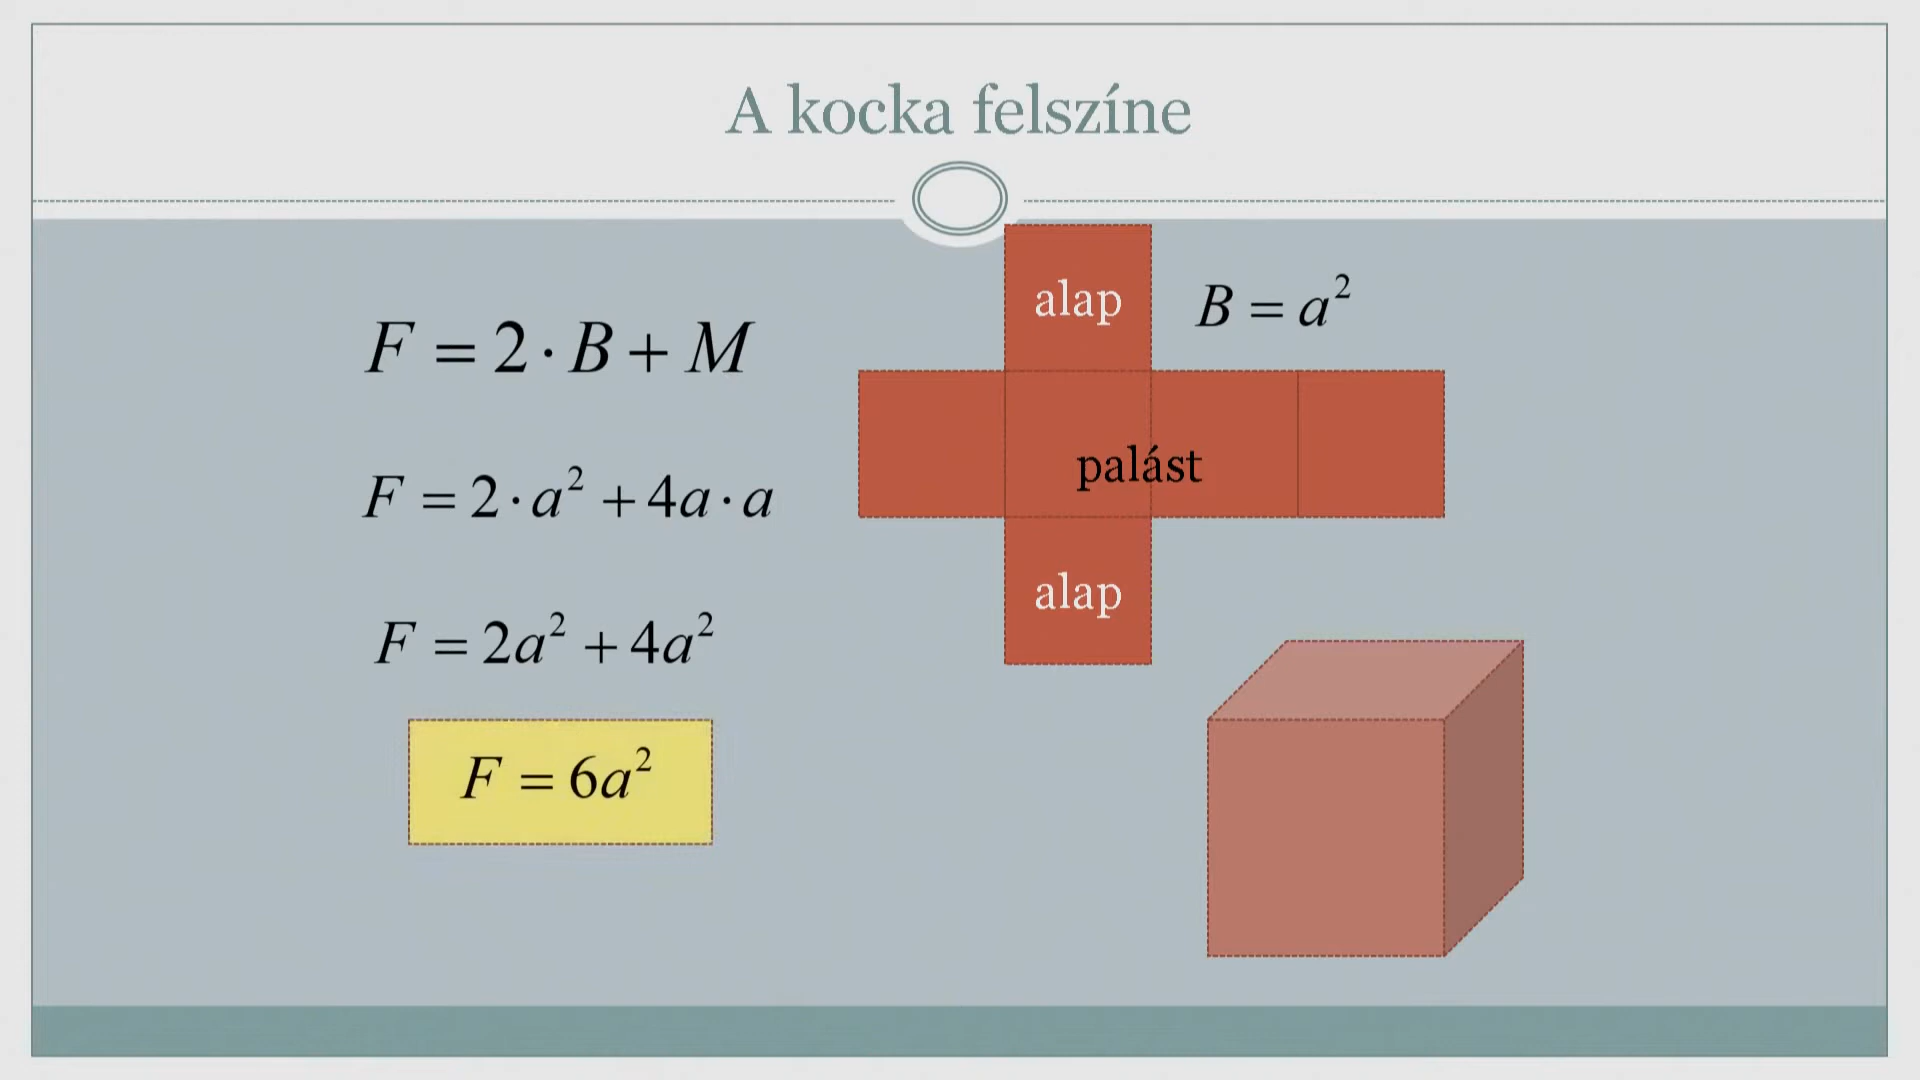 A kocka felszíne
F = 2 · B + M
F = 2 · a² + 4a · a
F = 2a² + 4a²
F = 6a²
alap
B = a²
palást
alap